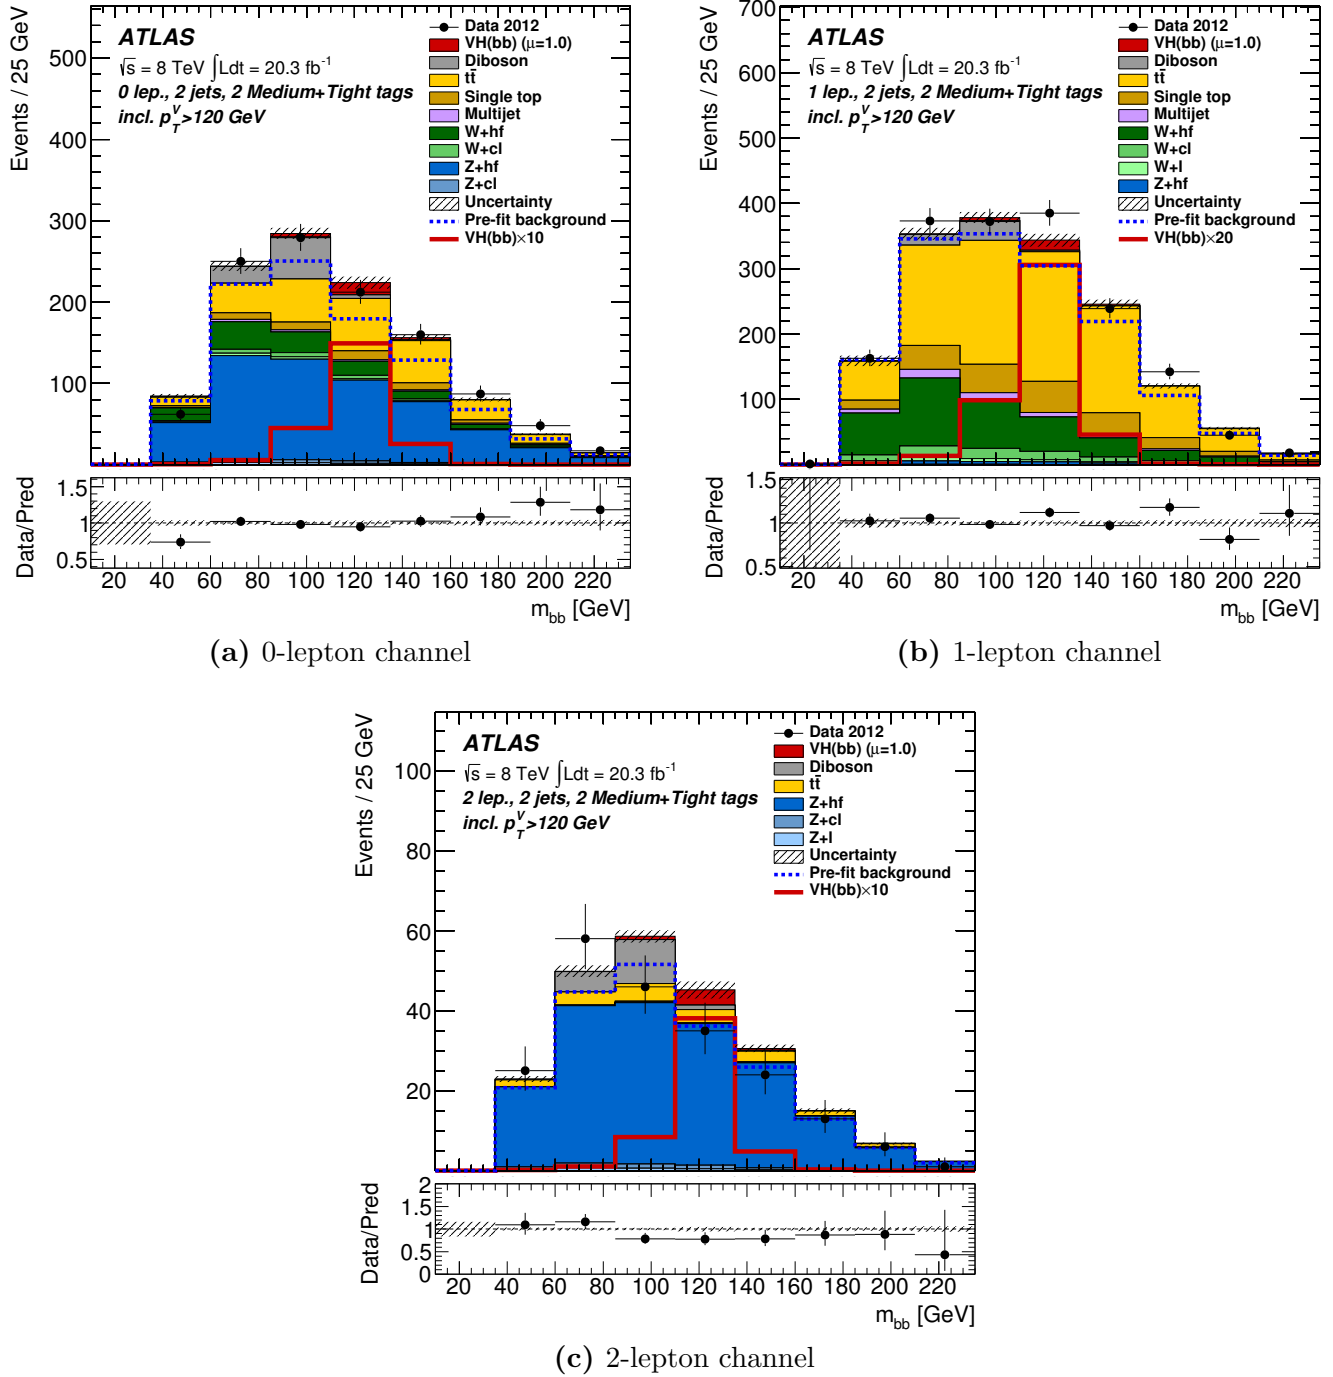 Events / 25 GeV
500
400
300
200
100
ATLAS
√s = 8 TeV ∫Ldt = 20.3 fb⁻¹
0 lep., 2 jets, 2 Medium+Tight tags
incl. p_T^V>120 GeV
Data 2012
VH(bb) (μ=1.0)
Diboson
tt̄
Single top
Multijet
W+hf
W+cl
Z+hf
Z+cl
Uncertainty
Pre-fit background
VH(bb)×10
Data/Pred
1.5
1
0.5
20 40 60 80 100 120 140 160 180 200 220
m_bb [GeV]
(a) 0-lepton channel
Events / 25 GeV
700
600
500
400
300
200
100
ATLAS
√s = 8 TeV ∫Ldt = 20.3 fb⁻¹
1 lep., 2 jets, 2 Medium+Tight tags
incl. p_T^V>120 GeV
Data 2012
VH(bb) (μ=1.0)
Diboson
tt̄
Single top
Multijet
W+hf
W+cl
W+l
Z+hf
Uncertainty
Pre-fit background
VH(bb)×20
Data/Pred
1.5
1
0.5
20 40 60 80 100 120 140 160 180 200 220
m_bb [GeV]
(b) 1-lepton channel
Events / 25 GeV
100
80
60
40
20
ATLAS
√s = 8 TeV ∫Ldt = 20.3 fb⁻¹
2 lep., 2 jets, 2 Medium+Tight tags
incl. p_T^V>120 GeV
Data 2012
VH(bb) (μ=1.0)
Diboson
tt̄
Z+hf
Z+cl
Z+l
Uncertainty
Pre-fit background
VH(bb)×10
Data/Pred
2
1.5
1
0.5
0
20 40 60 80 100 120 140 160 180 200 220
m_bb [GeV]
(c) 2-lepton channel